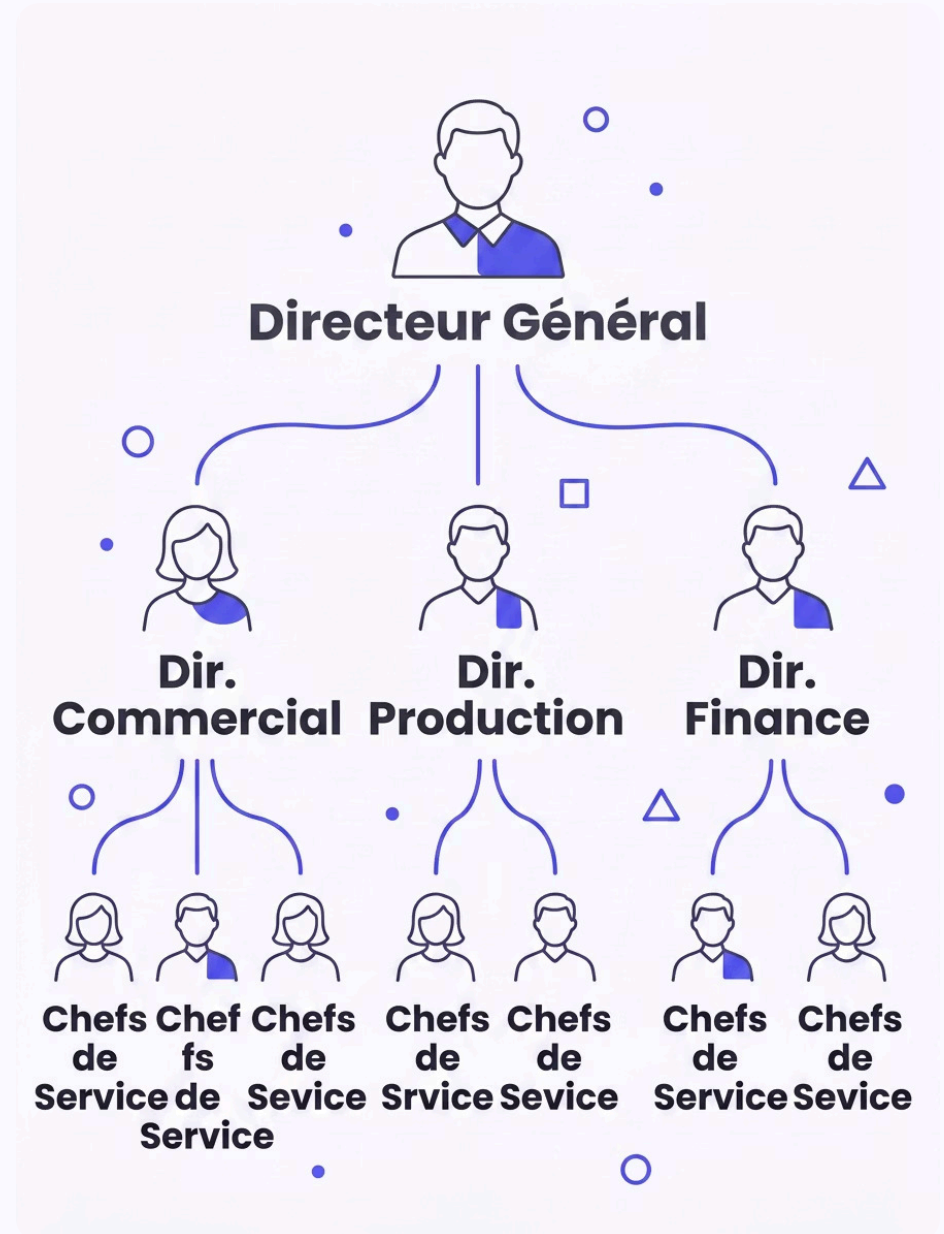 Directeur Général
Dir.
Commercial
Dir.
Production
Dir.
Finance
Chefs
de
Service
Chef
fs
de
Service
Chefs
de
Sevice
Chefs
de
Srvice
Chefs
de
Sevice
Chefs
de
Service
Chefs
de
Sevice